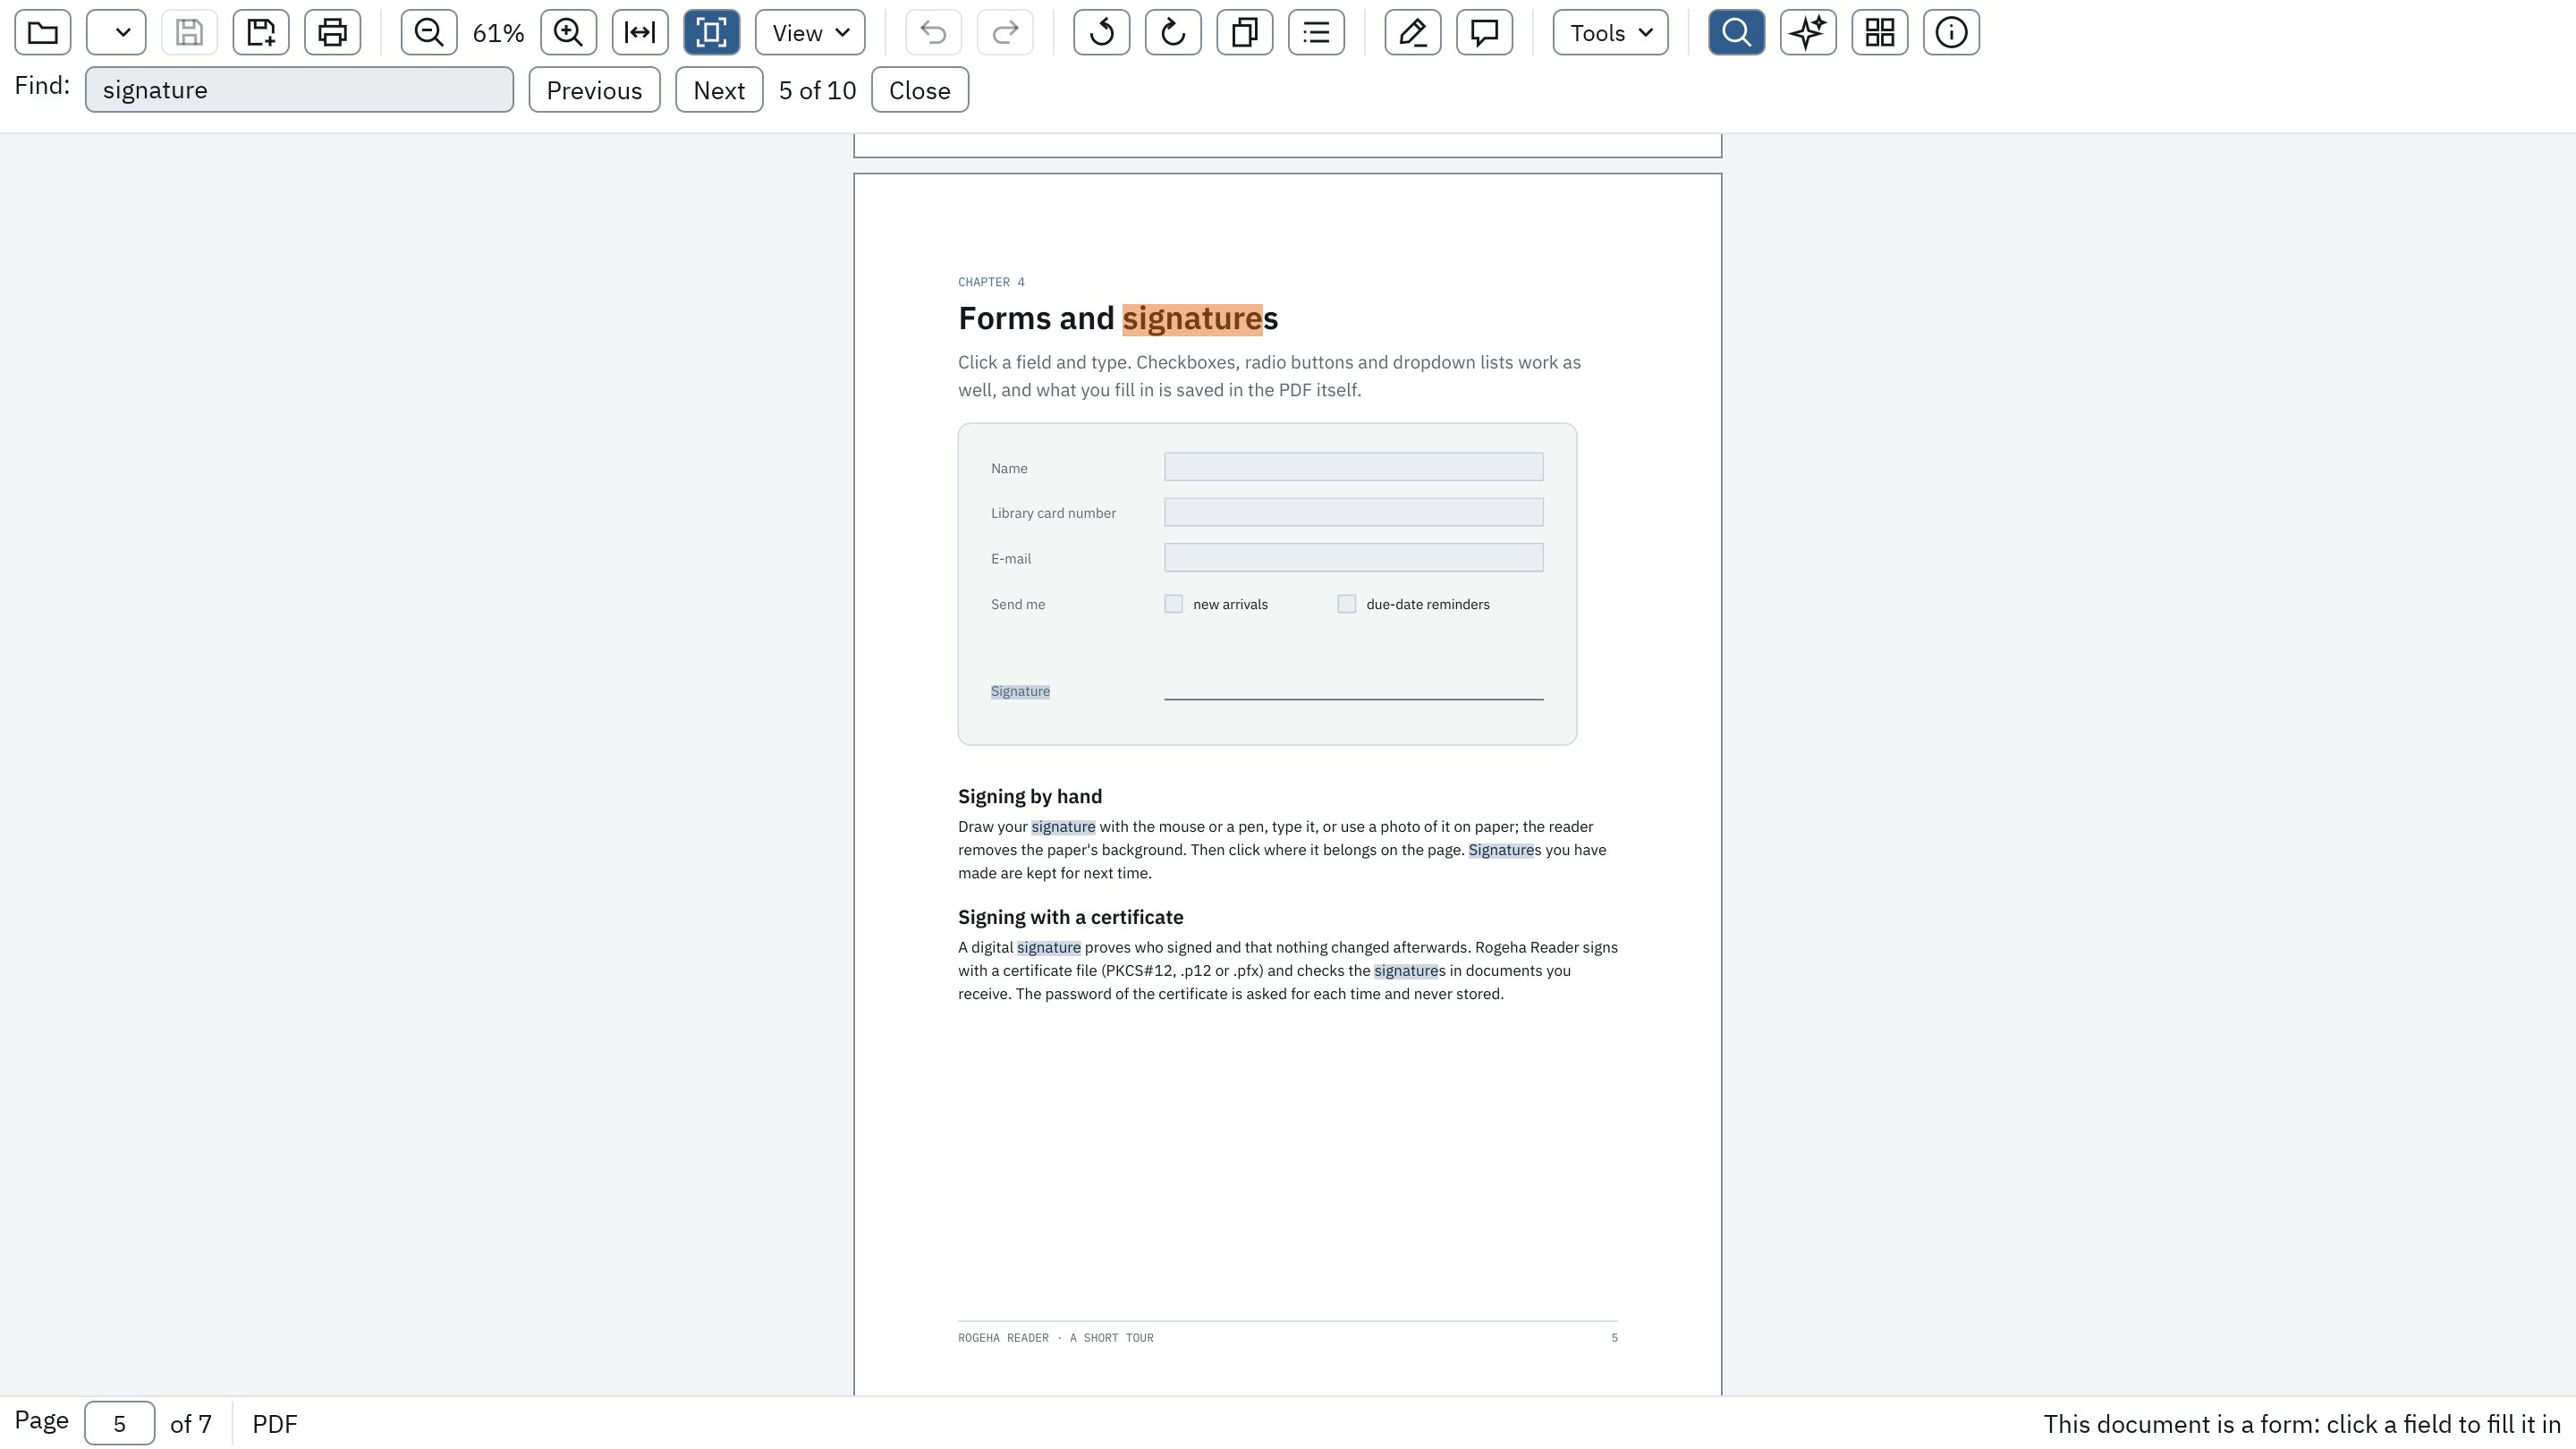 61%
View
Tools
Find:
signature
Previous
Next
5 of 10
Close
CHAPTER 4
Forms and signatures
Click a field and type. Checkboxes, radio buttons and dropdown lists work as
well, and what you fill in is saved in the PDF itself.
Name
Library card number
E-mail
Send me
new arrivals
due-date reminders
Signature
Signing by hand
Draw your signature with the mouse or a pen, type it, or use a photo of it on paper; the reader
removes the paper's background. Then click where it belongs on the page. Signatures you have
made are kept for next time.
Signing with a certificate
A digital signature proves who signed and that nothing changed afterwards. Rogeha Reader signs
with a certificate file (PKCS#12, .p12 or .pfx) and checks the signatures in documents you
receive. The password of the certificate is asked for each time and never stored.
ROGEHA READER · A SHORT TOUR
5
Page 5 of 7
PDF
This document is a form: click a field to fill it in